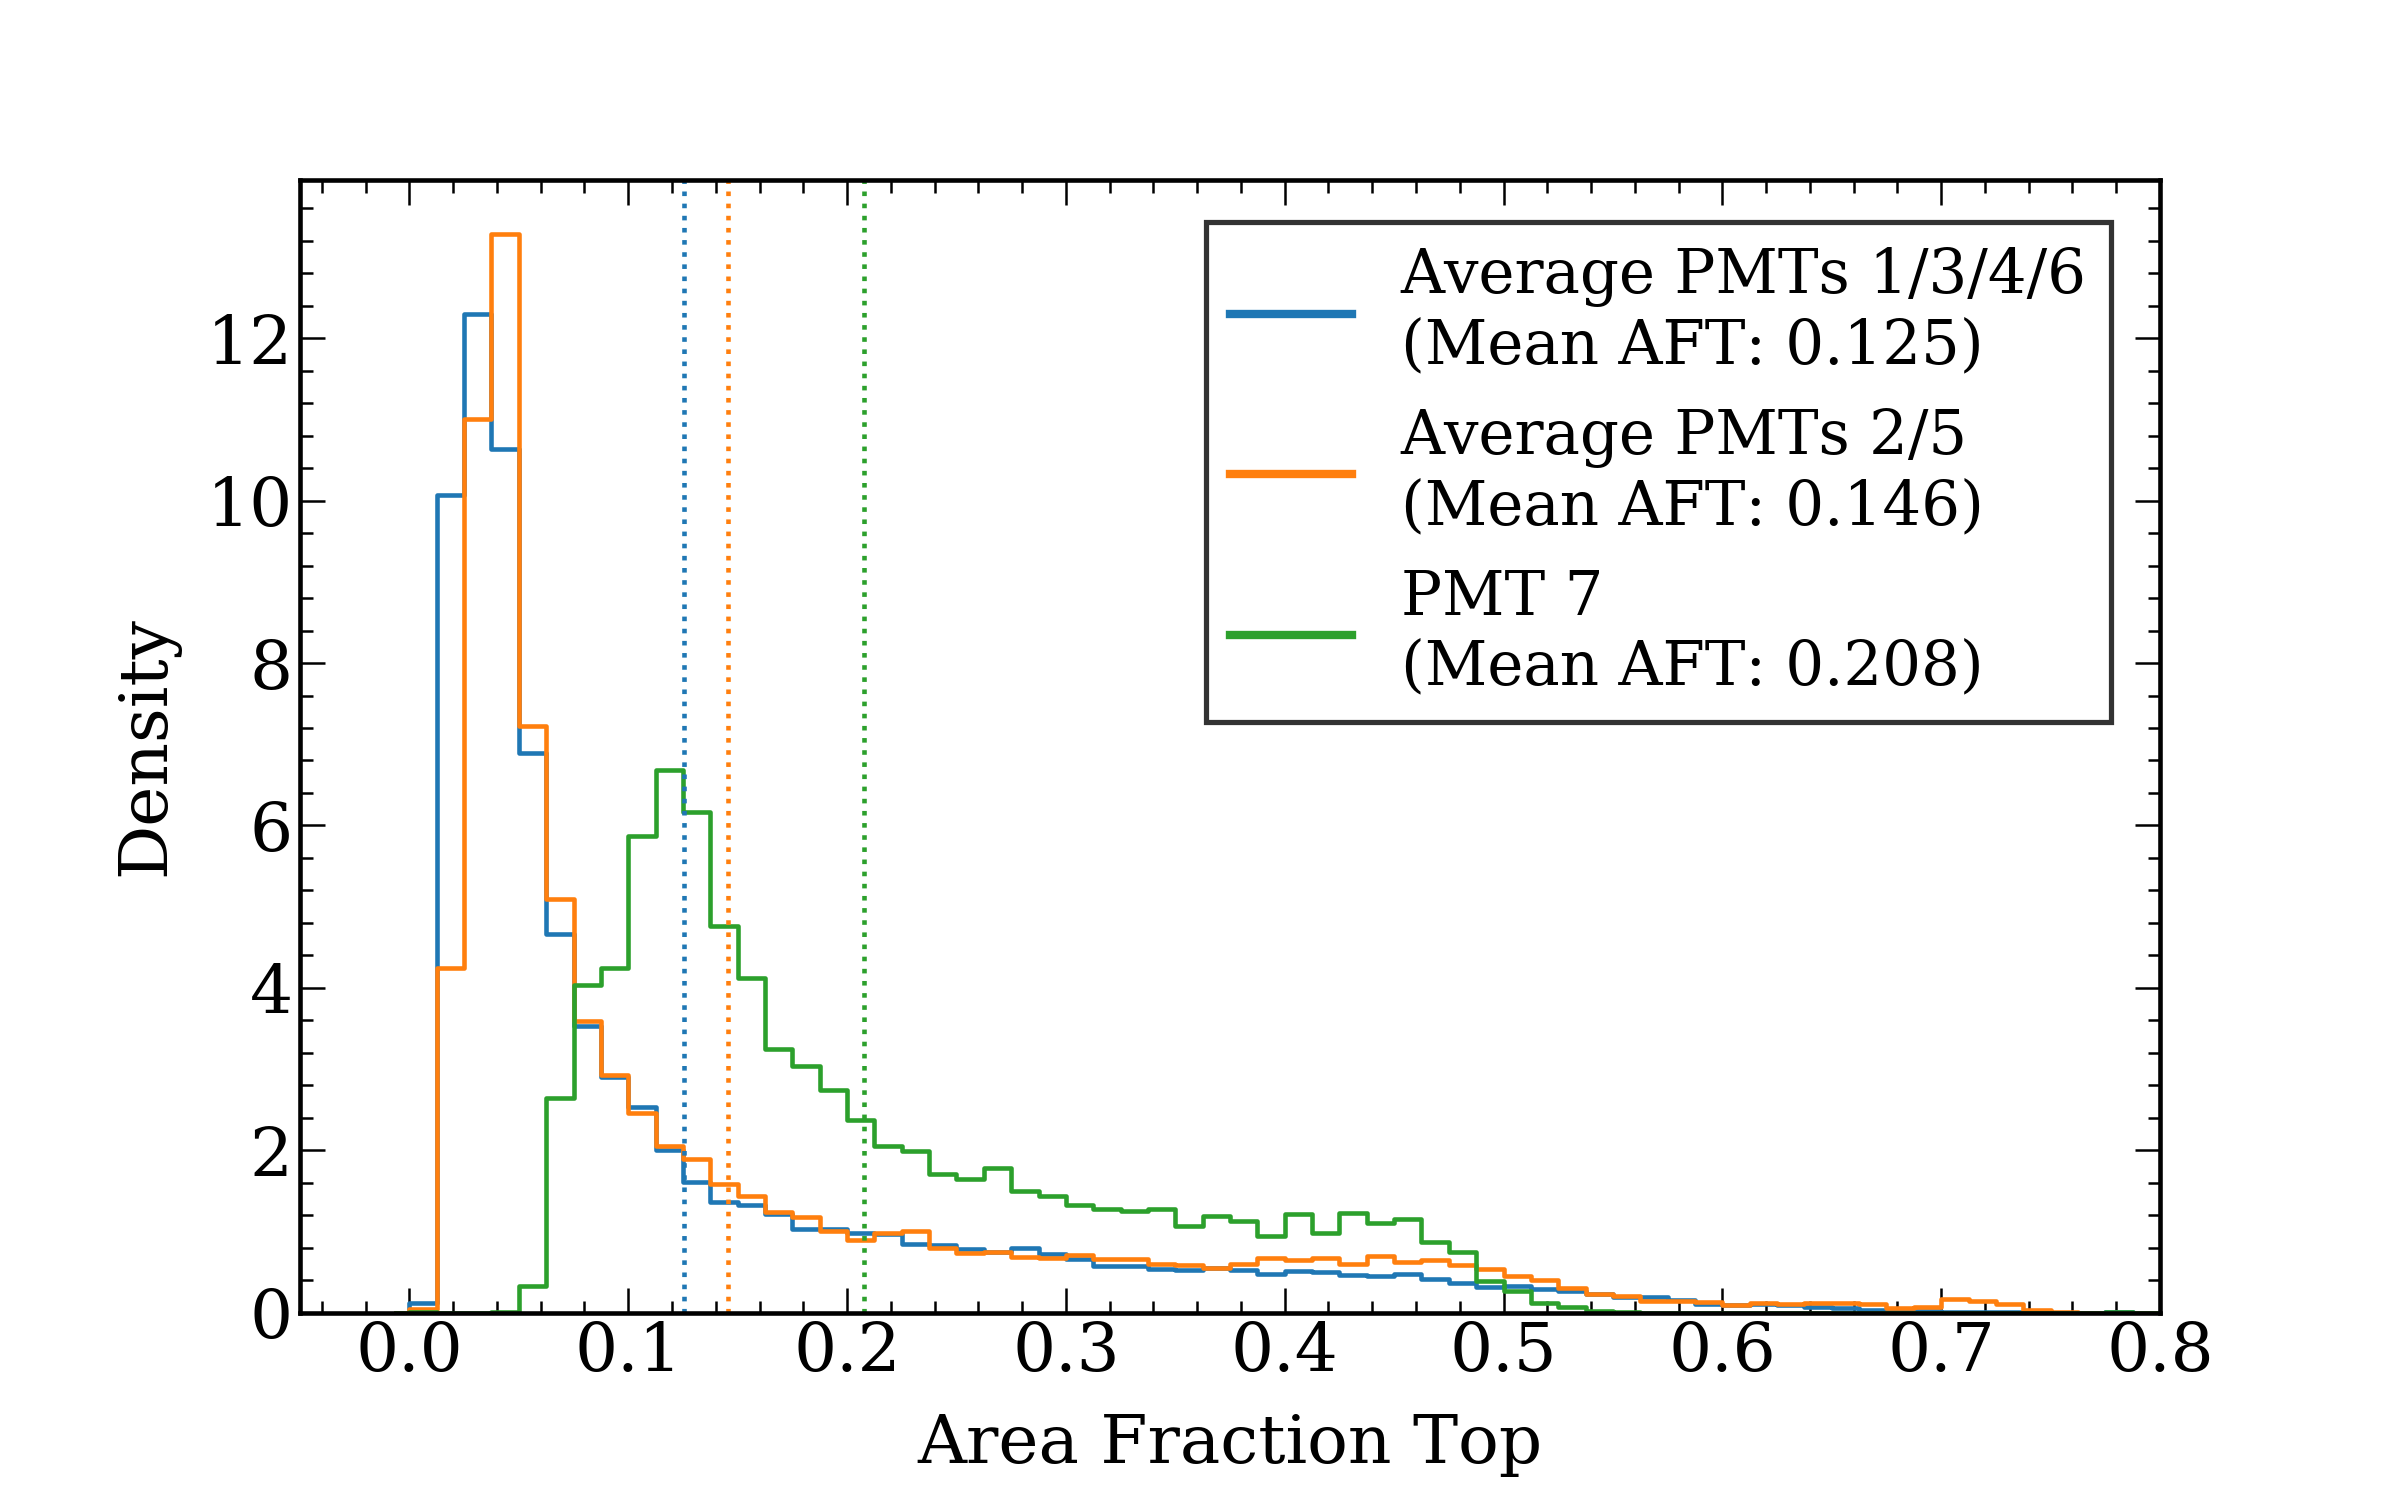 Average PMTs 1/3/4/6
(Mean AFT: 0.125)
Average PMTs 2/5
(Mean AFT: 0.146)
PMT 7
(Mean AFT: 0.208)
12
10
8
6
4
2
0
Density
0.0 0.1 0.2 0.3 0.4 0.5 0.6 0.7 0.8
Area Fraction Top